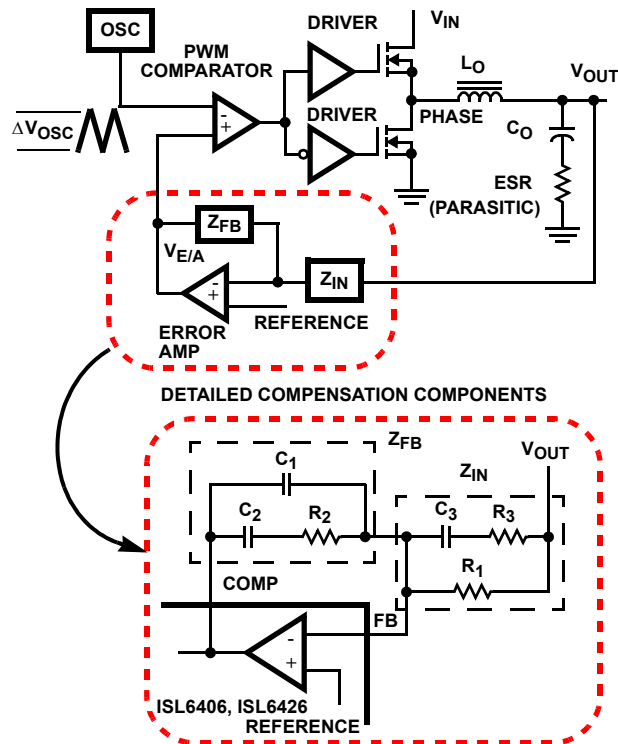 OSC
PWM
COMPARATOR
DRIVER
VIN
LO
VOUT
ΔVOSC
-
+
DRIVER
PHASE
CO
ESR
(PARASITIC)
ZFB
VE/A
-
+
ZIN
REFERENCE
ERROR
AMP
DETAILED COMPENSATION COMPONENTS
ZFB
C1
VOUT
ZIN
C2
R2
C3
R3
R1
COMP
FB
-
+
ISL6406, ISL6426
REFERENCE